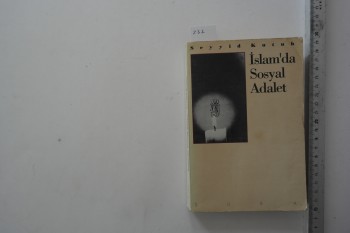 Seyyid Kutub
İslam'da
Sosyal
Adalet